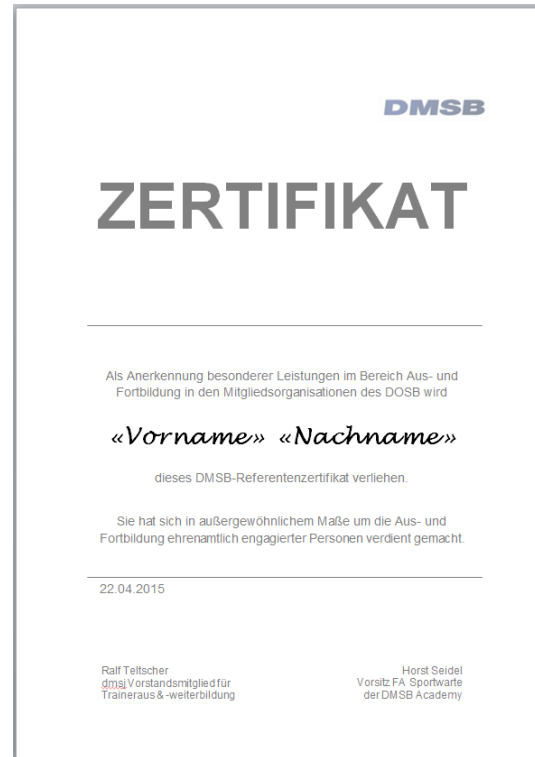 DMSB
ZERTIFIKAT
Als Anerkennung besonderer Leistungen im Bereich Aus- und
Fortbildung in den Mitgliedsorganisationen des DOSB wird
«Vorname» «Nachname»
dieses DMSB-Referentenzertifikat verliehen.
Sie hat sich in außergewöhnlichem Maße um die Aus- und
Fortbildung ehrenamtlich engagierter Personen verdient gemacht.
22.04.2015
Ralf Teltscher
dmsj Vorstandsmitglied für
Traineraus & -weiterbildung
Horst Seidel
Vorsitz FA Sportwarte
der DMSB Academy